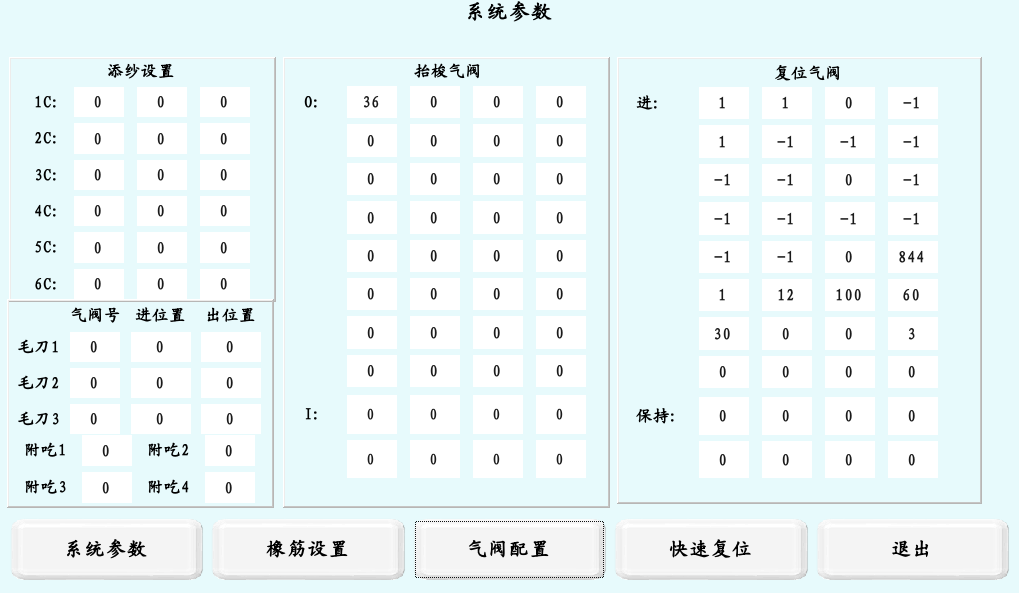 系统参数
添纱设置
1C: 0 0 0
2C: 0 0 0
3C: 0 0 0
4C: 0 0 0
5C: 0 0 0
6C: 0 0 0
气阀号 进位置 出位置
毛刀1 0 0 0
毛刀2 0 0 0
毛刀3 0 0 0
附吃1 0 附吃2 0
附吃3 0 附吃4 0
抬梭气阀
O: 36 0 0 0
0 0 0 0
0 0 0 0
0 0 0 0
0 0 0 0
0 0 0 0
0 0 0 0
0 0 0 0
I: 0 0 0 0
0 0 0 0
复位气阀
进: 1 1 0 -1
1 -1 -1 -1
-1 -1 0 -1
-1 -1 -1 -1
-1 -1 0 844
1 12 100 60
30 0 0 3
0 0 0 0
保持: 0 0 0 0
0 0 0 0
系统参数 橡筋设置 气阀配置 快速复位 退出